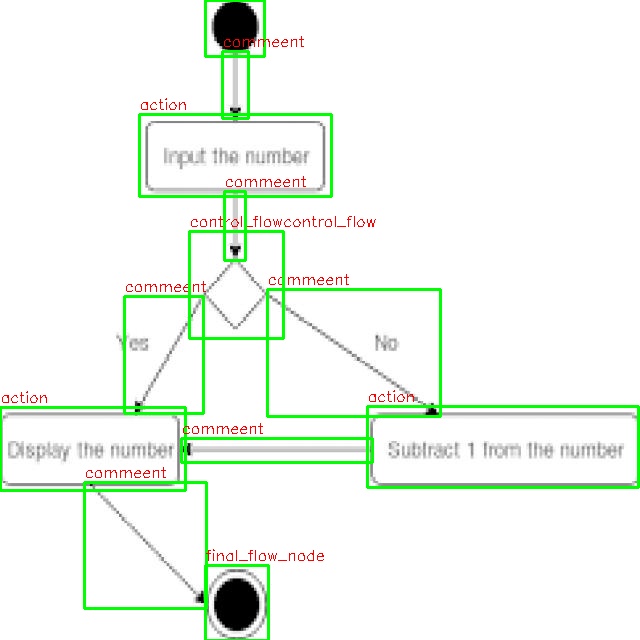 commeent
action
Input the number
commeent
control_flowcontrol_flow
commeent
commeent
Yes
No
action
action
commeent
Display the number
Subtract 1 from the number
commeent
final_flow_node